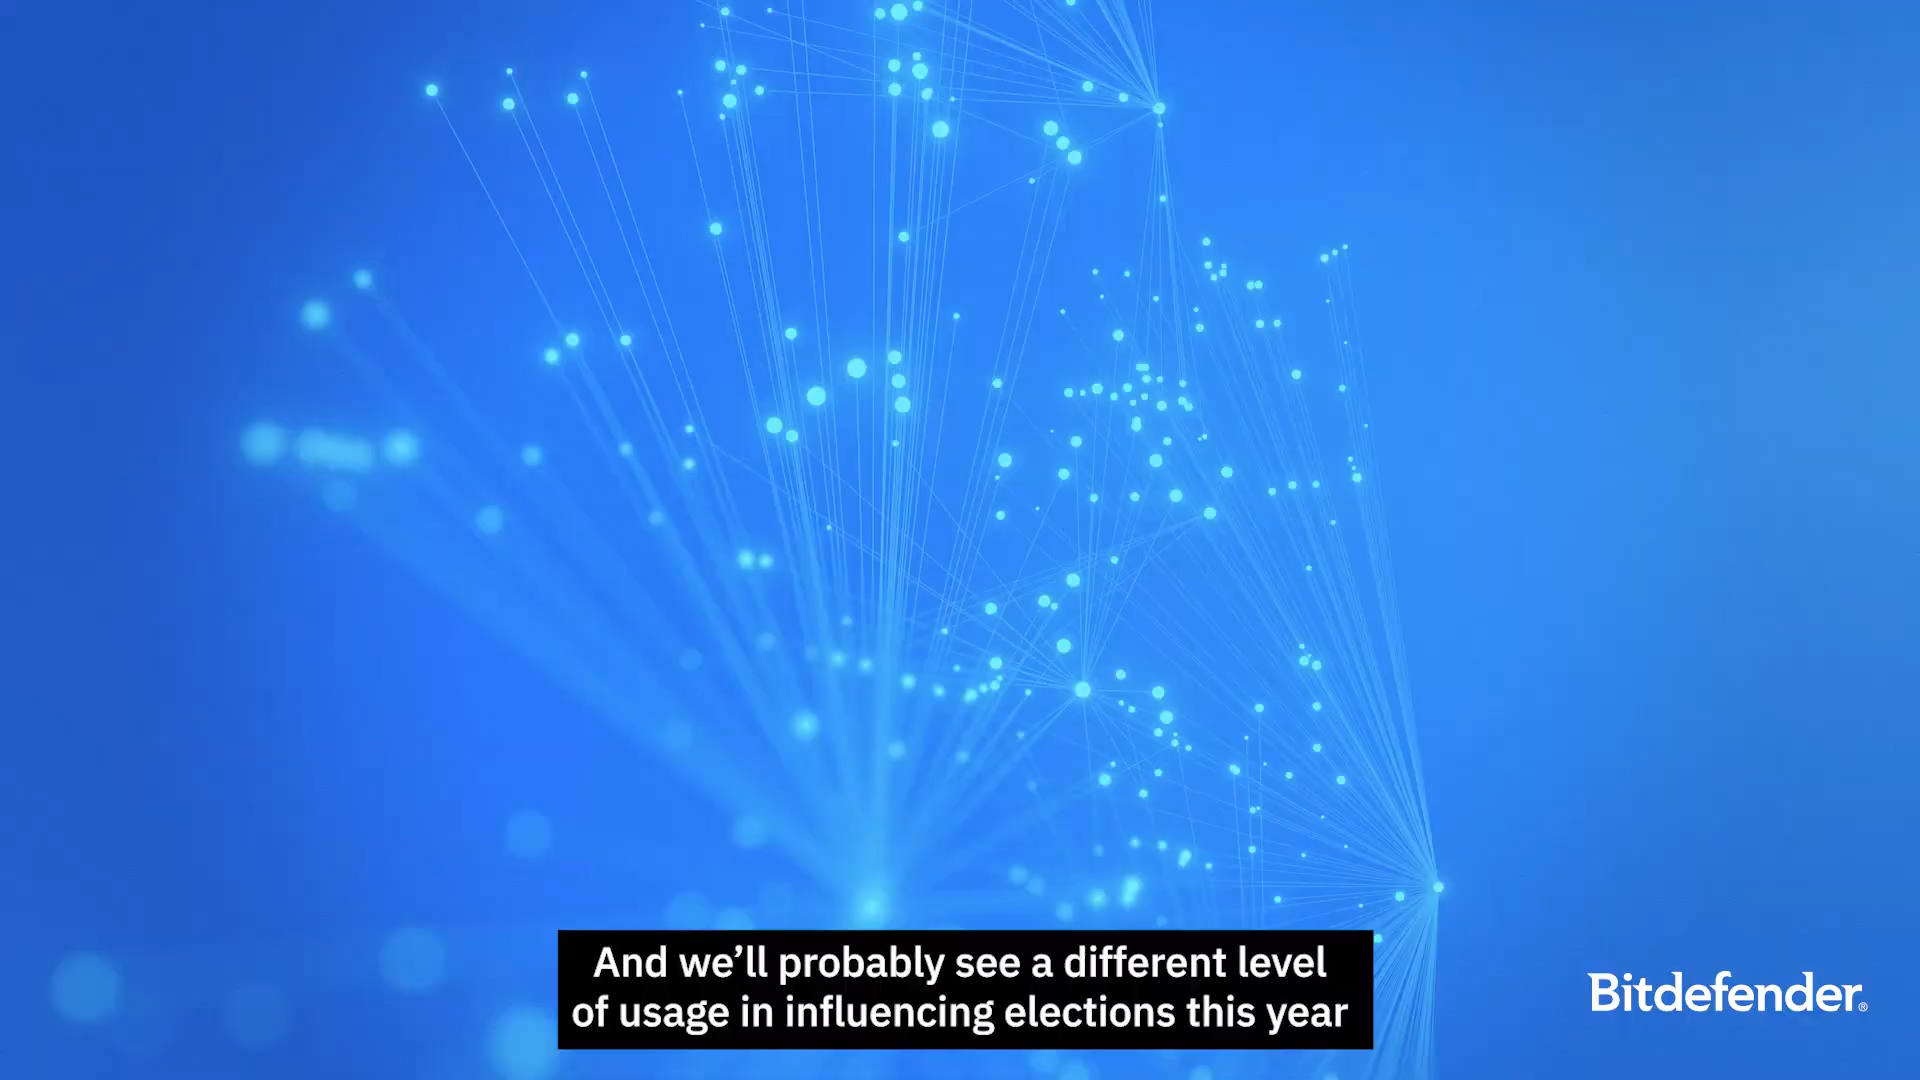 And we’ll probably see a different level
of usage in influencing elections this year
Bitdefender®